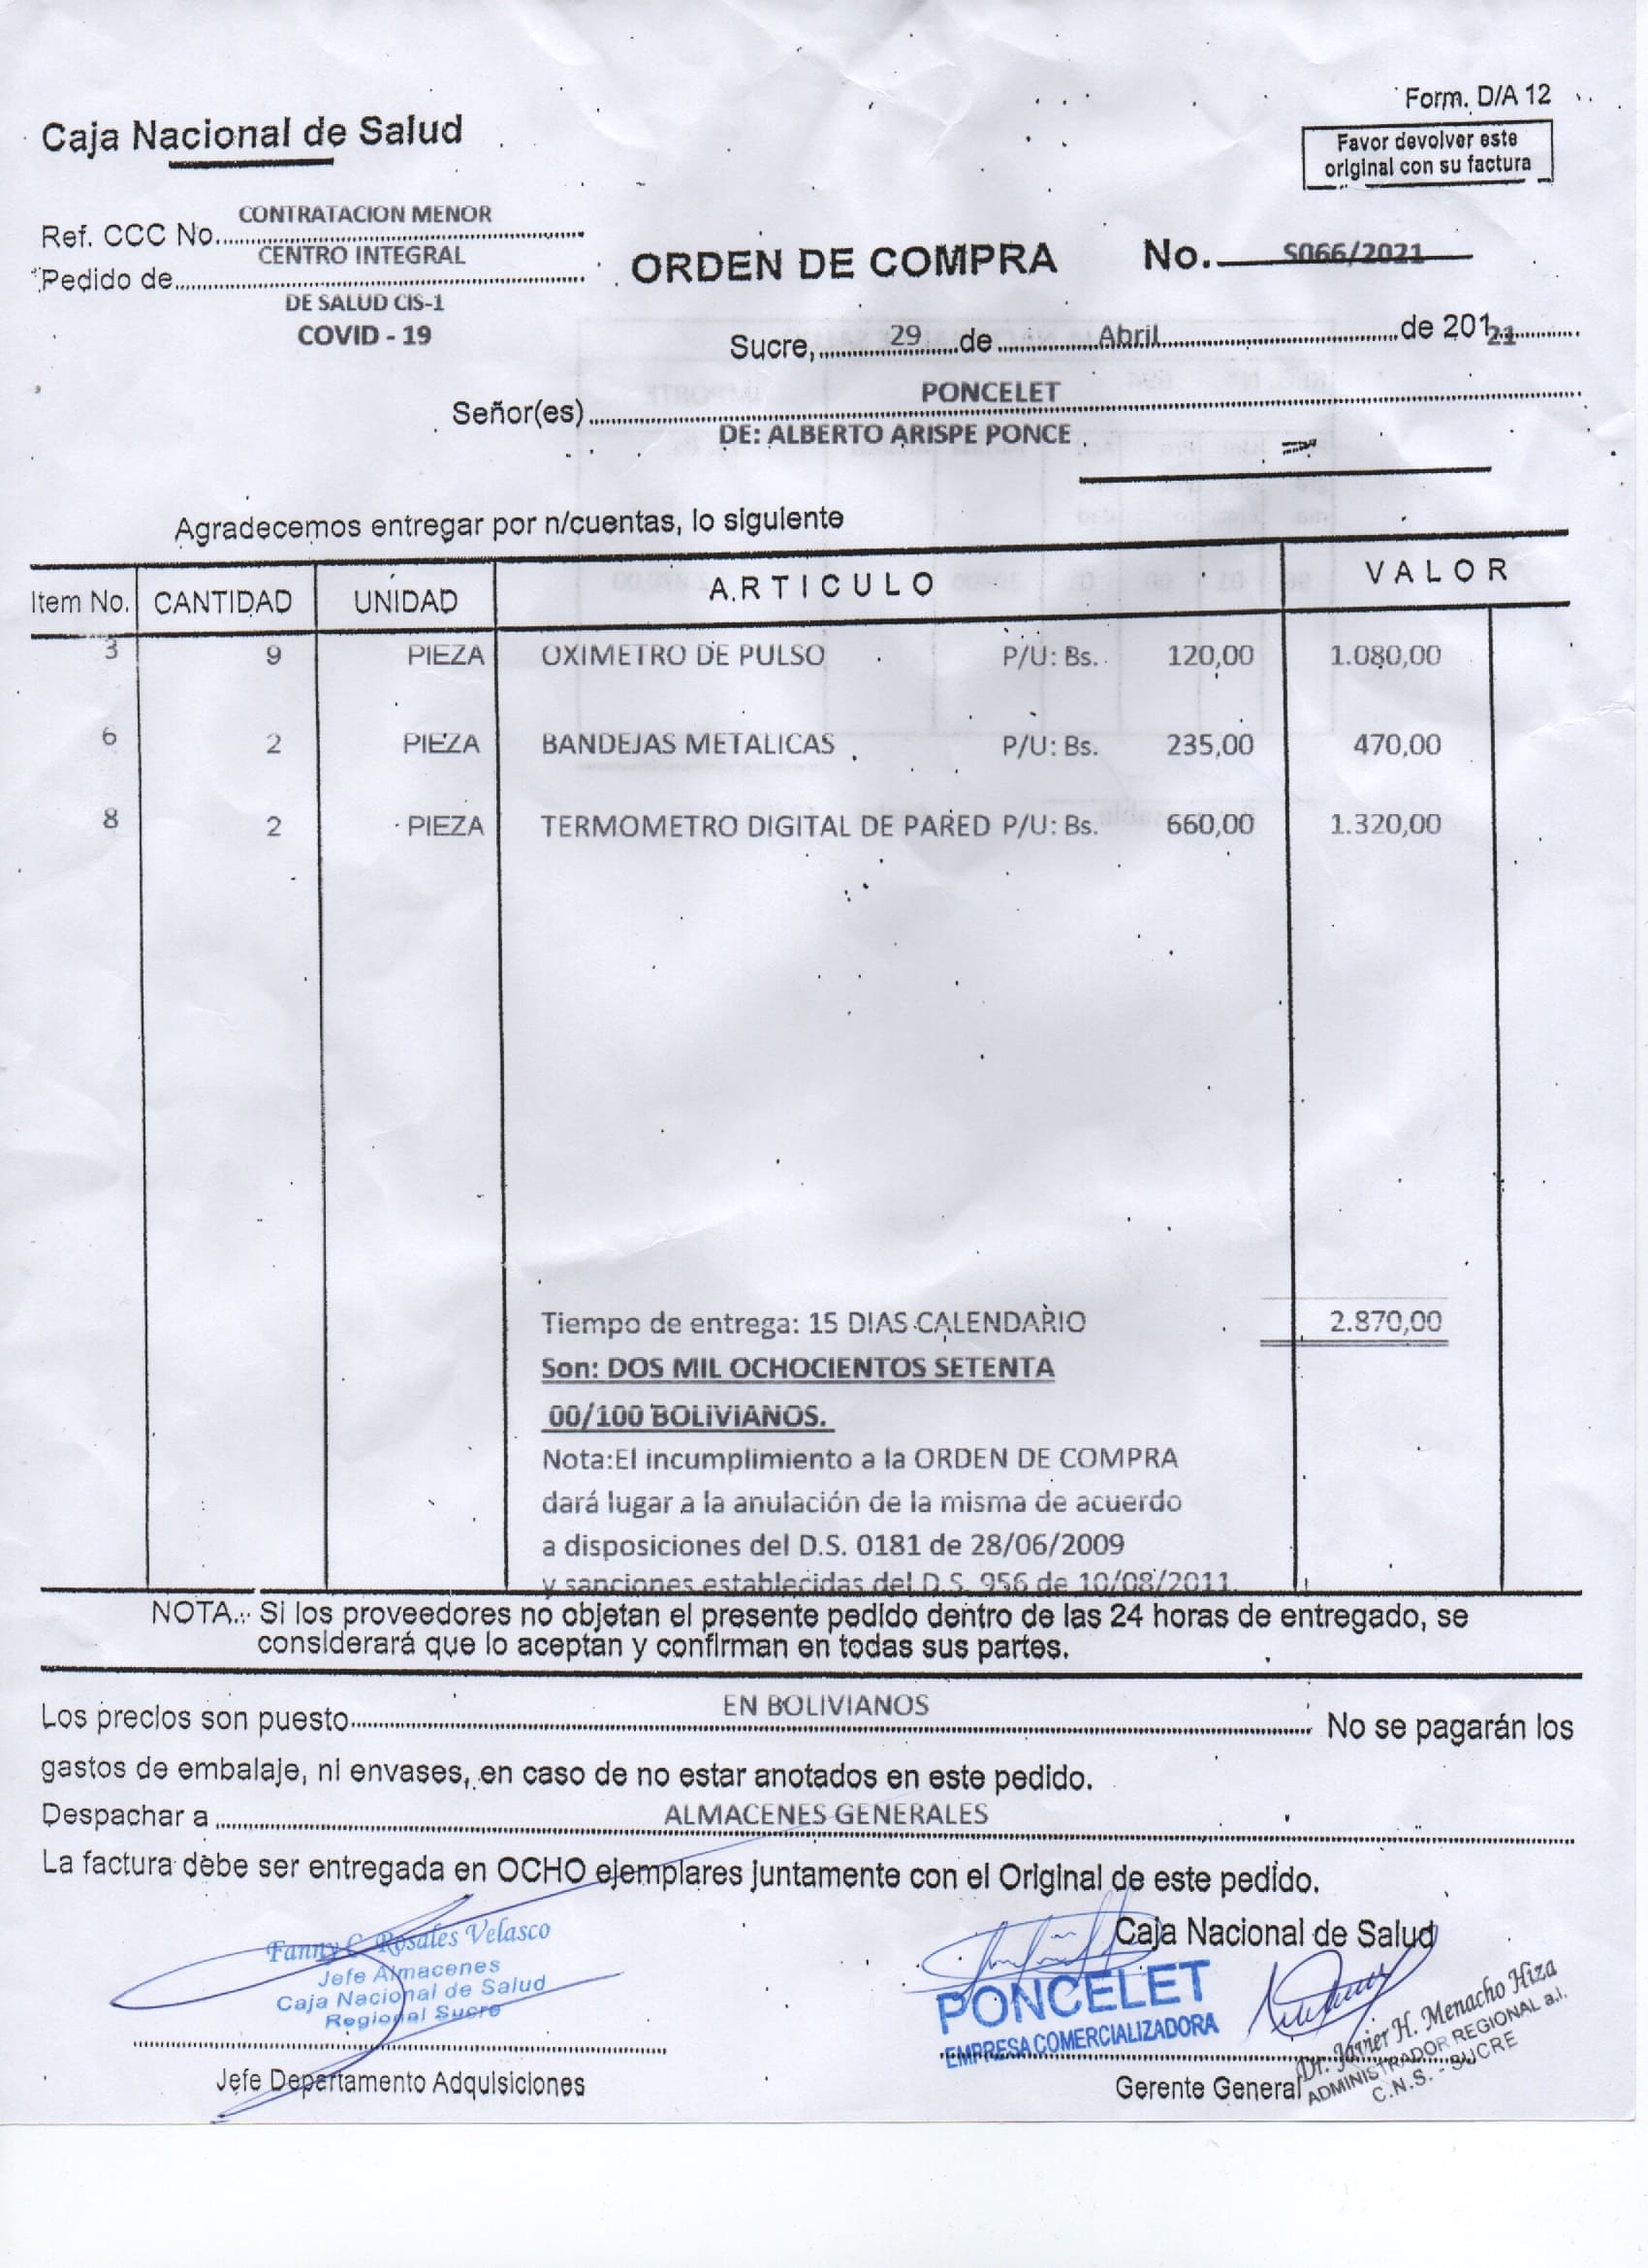 Form. D/A 12
Caja Nacional de Salud
Favor devolver este
original con su factura
Ref. CCC No. CONTRATACION MENOR
Pedido de CENTRO INTEGRAL
DE SALUD CIS-1
COVID - 19
ORDEN DE COMPRA No. S066/2021
Sucre, 29 de Abril de 201 21
Señor(es) PONCELET
DE: ALBERTO ARISPE PONCE
Agradecemos entregar por n/cuentas, lo siguiente
Item No. CANTIDAD UNIDAD ARTICULO VALOR
3 9 PIEZA OXIMETRO DE PULSO P/U: Bs. 120,00 1.080,00
6 2 PIEZA BANDEJAS METALICAS P/U: Bs. 235,00 470,00
8 2 PIEZA TERMOMETRO DIGITAL DE PARED P/U: Bs. 660,00 1.320,00
Tiempo de entrega: 15 DIAS CALENDARIO 2.870,00
Son: DOS MIL OCHOCIENTOS SETENTA
00/100 BOLIVIANOS.
Nota:El incumplimiento a la ORDEN DE COMPRA
dará lugar a la anulación de la misma de acuerdo
a disposiciones del D.S. 0181 de 28/06/2009
y sanciones establecidas del D.S. 956 de 10/08/2011.
NOTA.- Si los proveedores no objetan el presente pedido dentro de las 24 horas de entregado, se
considerará que lo aceptan y confirman en todas sus partes.
Los precios son puesto EN BOLIVIANOS No se pagarán los
gastos de embalaje, ni envases, en caso de no estar anotados en este pedido.
Despachar a ALMACENES GENERALES
La factura debe ser entregada en OCHO ejemplares juntamente con el Original de este pedido.
Fanny C. Rosales Velasco
Jefe Almacenes
Caja Nacional de Salud
Regional Sucre
Jefe Departamento Adquisiciones
Caja Nacional de Salud
PONCELET
EMPRESA COMERCIALIZADORA
Gerente General
Dr. Javier H. Menacho Hiza
ADMINISTRADOR REGIONAL a.i.
C.N.S. - SUCRE